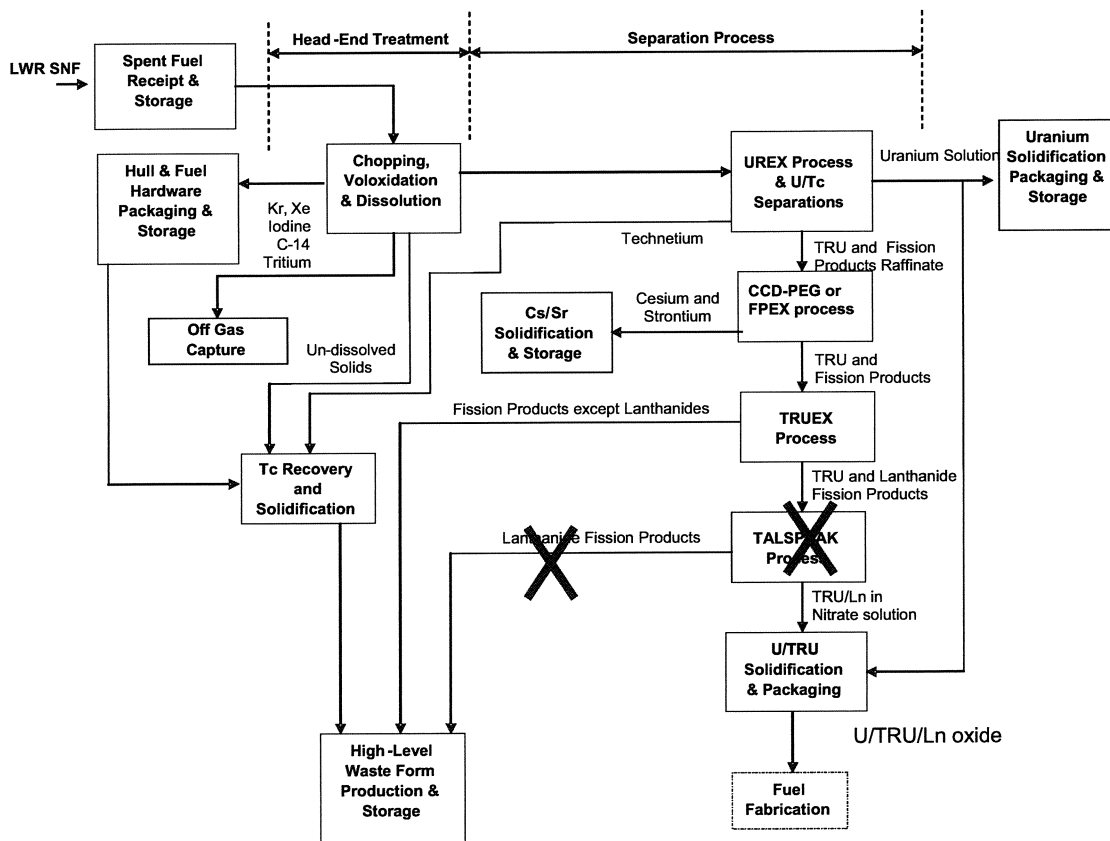 Head -End Treatment
Separation Process
LWR SNF
Spent Fuel
Receipt &
Storage
Hull & Fuel
Hardware
Packaging &
Storage
Chopping,
Voloxidation
& Dissolution
UREX Process
& U/Tc
Separations
Uranium Solution
Uranium
Solidification
Packaging &
Storage
Kr, Xe
Iodine
C-14
Tritium
Technetium
TRU and Fission
Products Raffinate
Off Gas
Capture
Cs/Sr
Solidification
& Storage
Cesium and
Strontium
CCD-PEG or
FPEX process
Un-dissolved
Solids
TRU and
Fission Products
Fission Products except Lanthanides
TRUEX
Process
Tc Recovery
and
Solidification
TRU and Lanthanide
Fission Products
Lanthanide Fission Products
TALSPEAK
Process
TRU/Ln in
Nitrate solution
U/TRU
Solidification
& Packaging
U/TRU/Ln oxide
High -Level
Waste Form
Production &
Storage
Fuel
Fabrication